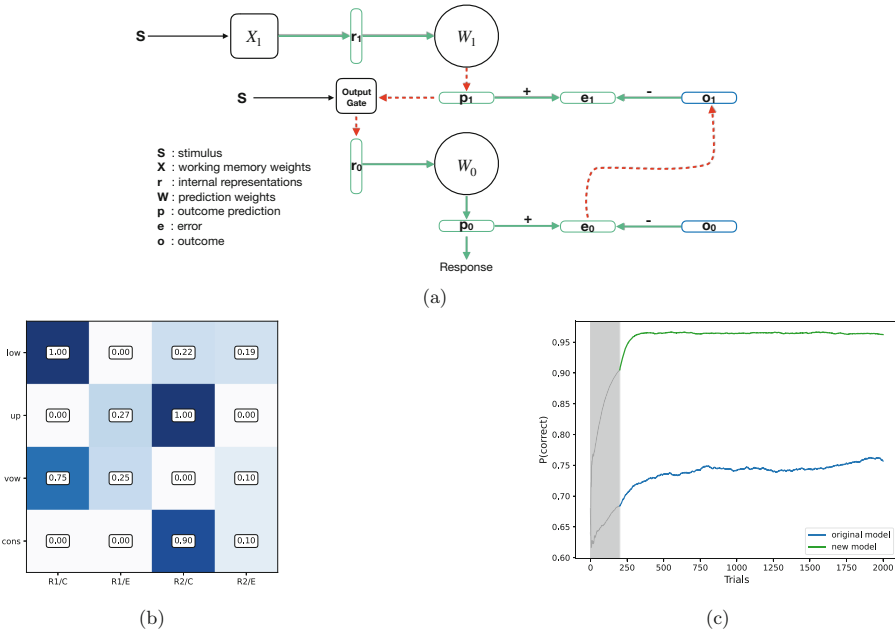 S
X1
r1
W1
S
Output
Gate
p1
+
e1
-
o1
r0
W0
S : stimulus
X : working memory weights
r : internal representations
W : prediction weights
p : outcome prediction
e : error
o : outcome
p0
+
e0
-
o0
Response
(a)
low
1.00
0.00
0.22
0.19
up
0.00
0.27
1.00
0.00
vow
0.75
0.25
0.00
0.10
cons
0.00
0.00
0.90
0.10
R1/C
R1/E
R2/C
R2/E
(b)
P(correct)
0.95
0.90
0.85
0.80
0.75
0.70
0.65
0.60
original model
new model
0
250
500
750
1000
1250
1500
1750
2000
Trials
(c)